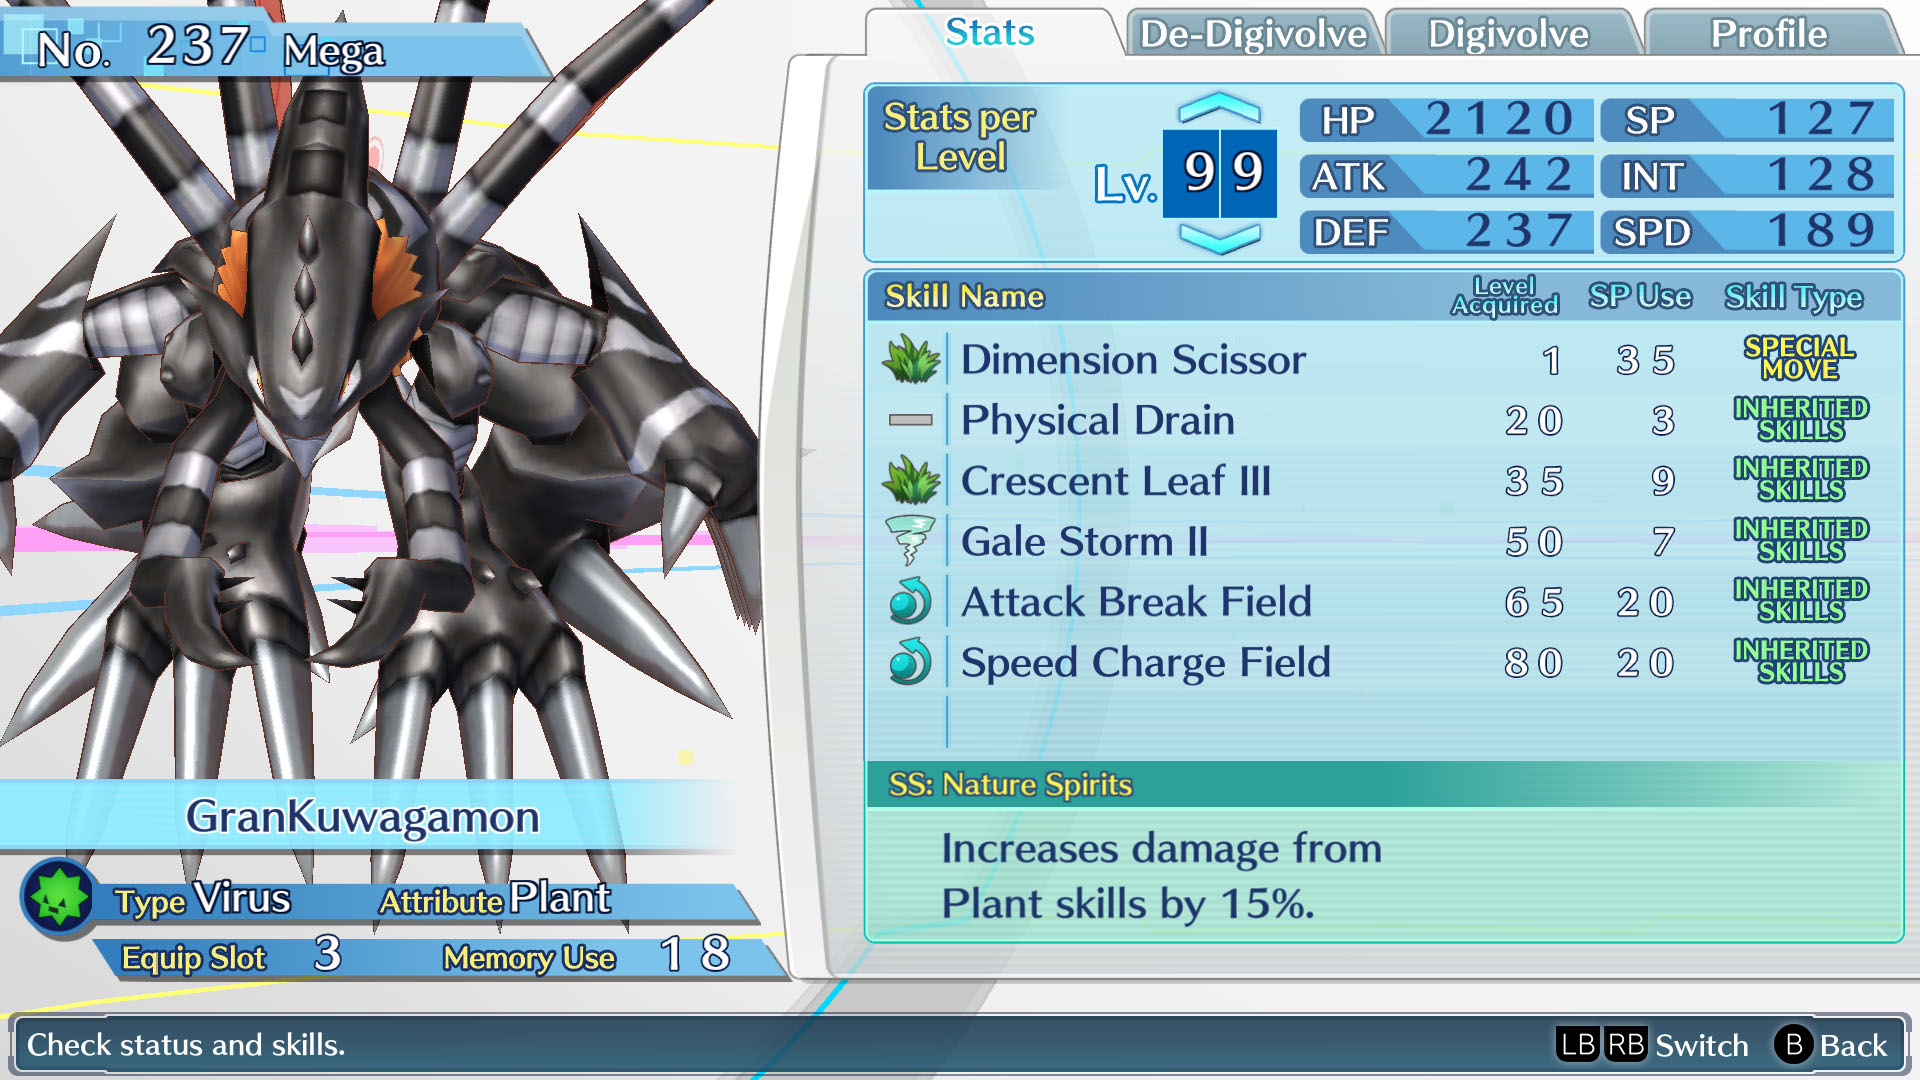 No. 237 Mega
Stats
De-Digivolve
Digivolve
Profile
Stats per
Level
Lv. 99
HP 2120
SP 127
ATK 242
INT 128
DEF 237
SPD 189
Skill Name
Level
Acquired
SP Use
Skill Type
Dimension Scissor 1 35 SPECIAL
MOVE
Physical Drain 20 3 INHERITED
SKILLS
Crescent Leaf III 35 9 INHERITED
SKILLS
Gale Storm II 50 7 INHERITED
SKILLS
Attack Break Field 65 20 INHERITED
SKILLS
Speed Charge Field 80 20 INHERITED
SKILLS
SS: Nature Spirits
Increases damage from
Plant skills by 15%.
GranKuwagamon
Type Virus Attribute Plant
Equip Slot 3 Memory Use 18
Check status and skills.
LB RB Switch B Back